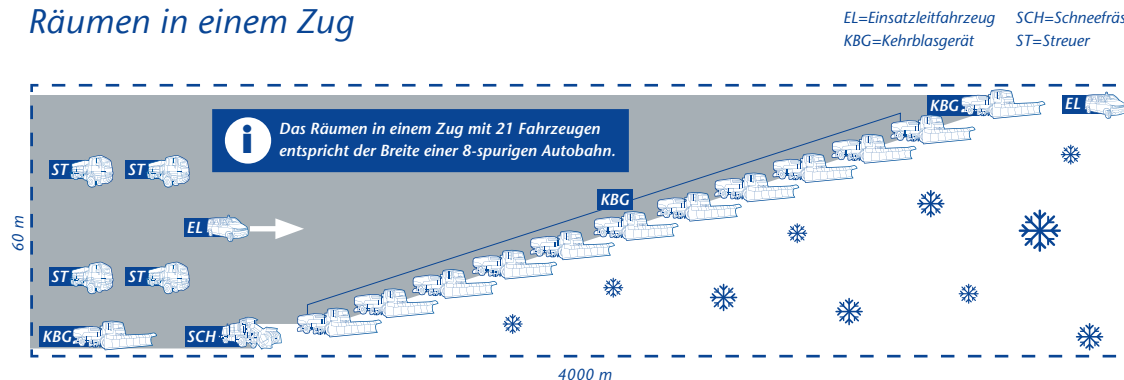 Räumen in einem Zug
EL=Einsatzleitfahrzeug SCH=Schneefräs
KBG=Kehrblasgerät ST=Streuer
i
Das Räumen in einem Zug mit 21 Fahrzeugen
entspricht der Breite einer 8-spurigen Autobahn.
KBG
EL
ST
ST
KBG
EL
60 m
ST
ST
KBG
SCH
4000 m